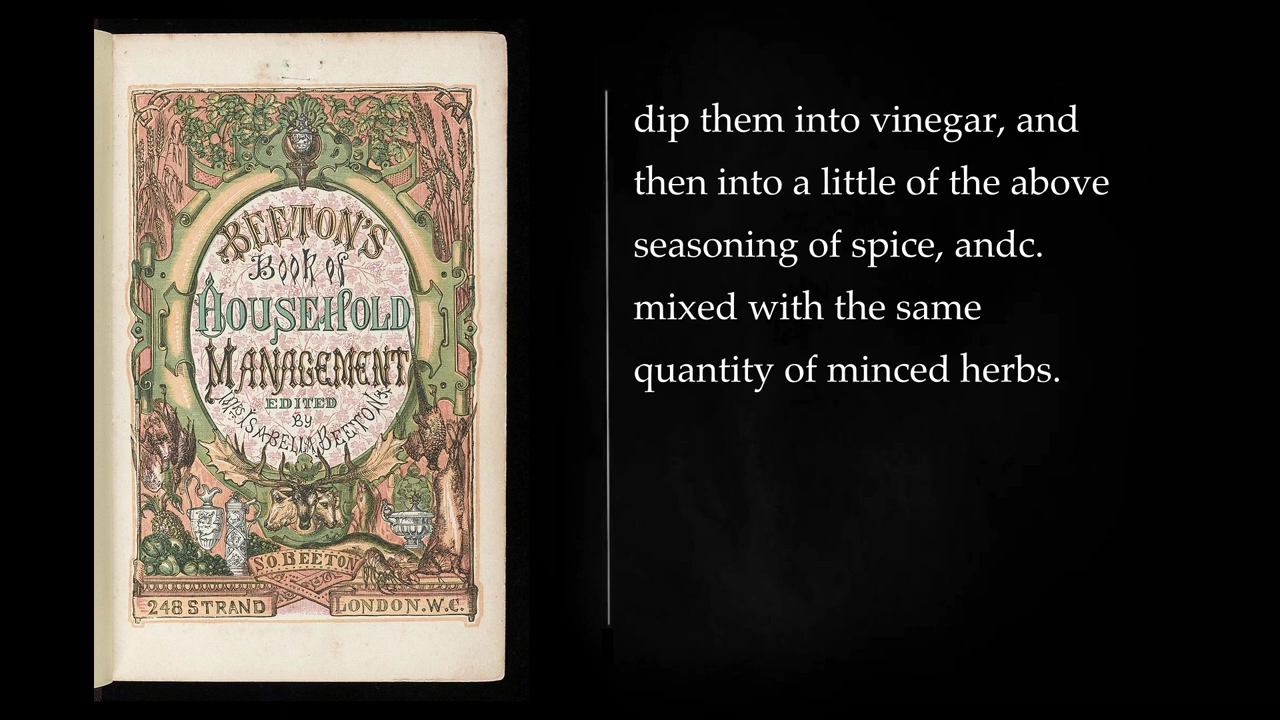 BEETON'S
Book of
HOUSEHOLD
MANAGEMENT
EDITED
BY
MRS ISABELLA BEETON
S.O. BEETON
248 STRAND
LONDON. W.C.
dip them into vinegar, and
then into a little of the above
seasoning of spice, andc.
mixed with the same
quantity of minced herbs.